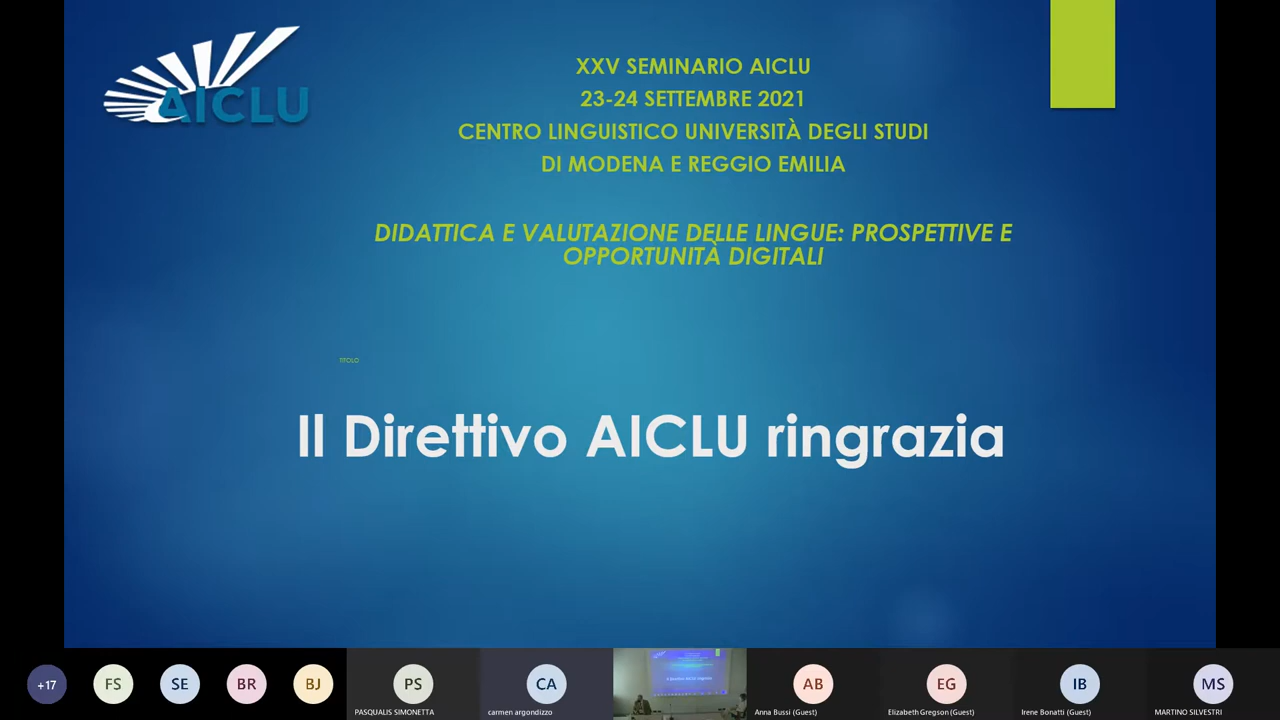 AICLU
XXV SEMINARIO AICLU
23-24 SETTEMBRE 2021
CENTRO LINGUISTICO UNIVERSITÀ DEGLI STUDI
DI MODENA E REGGIO EMILIA
DIDATTICA E VALUTAZIONE DELLE LINGUE: PROSPETTIVE E
OPPORTUNITÀ DIGITALI
TITOLO
Il Direttivo AICLU ringrazia
+17
FS
SE
BR
BJ
PS
PASQUALIS SIMONETTA
CA
carmen argondizzo
AB
Anna Bussi (Guest)
EG
Elizabeth Gregson (Guest)
IB
Irene Bonatti (Guest)
MS
MARTINO SILVESTRI